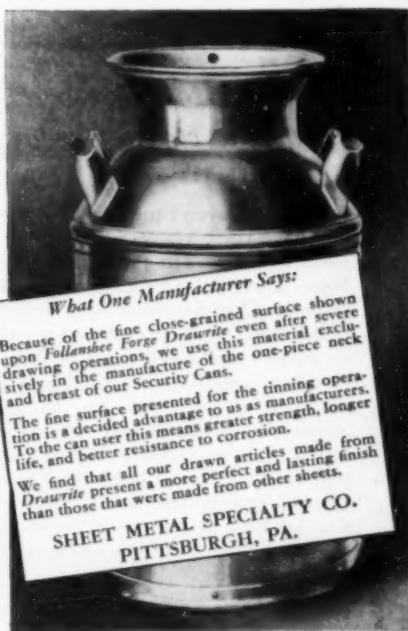 What One Manufacturer Says:
Because of the fine close-grained surface shown
upon Follansbee Forge Drawrite even after severe
drawing operations, we use this material exclu-
sively in the manufacture of the one-piece neck
and breast of our Security Cans.
The fine surface presented for the tinning opera-
tion is a decided advantage to us as manufacturers.
To the can user this means greater strength, longer
life, and better resistance to corrosion.
We find that all our drawn articles made from
Drawrite present a more perfect and lasting finish
than those that were made from other sheets.
SHEET METAL SPECIALTY CO.
PITTSBURGH, PA.